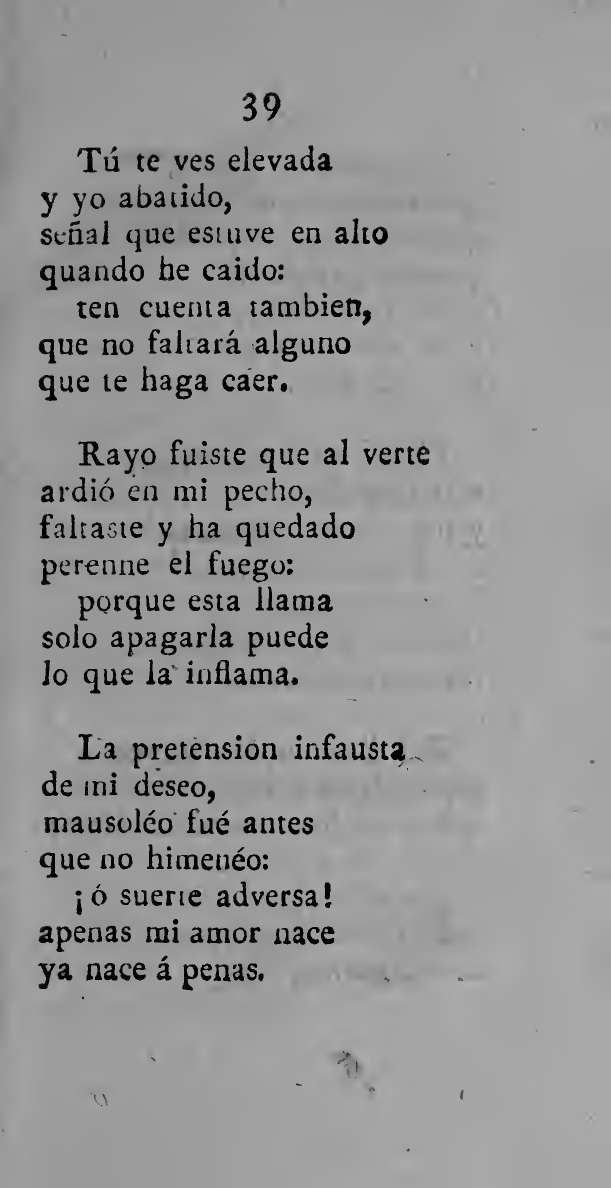 39
Tú te ves elevada
y yo abatido,
señal que estuve en alto
quando he caido:
ten cuenta tambien,
que no faltará alguno
que te haga caer.
Rayo fuiste que al verte
ardió en mi pecho,
faltaste y ha quedado
perenne el fuego:
porque esta llama
solo apagarla puede
lo que la inflama.
La pretension infausta
de mi deseo,
mausoléo fué antes
que no himenéo:
¡ó suerte adversa!
apenas mi amor nace
ya nace á penas.